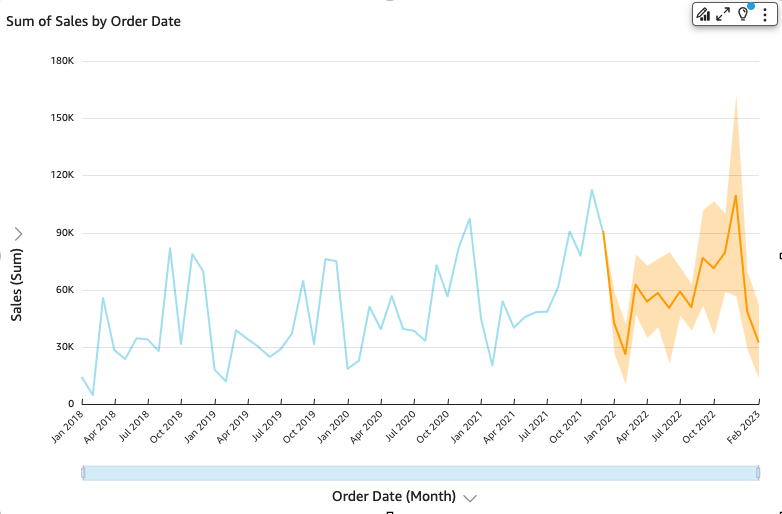 Sum of Sales by Order Date
180K
150K
120K
90K
60K
30K
0
Sales (Sum)
Jan 2018
Apr 2018
Jul 2018
Oct 2018
Jan 2019
Apr 2019
Jul 2019
Oct 2019
Jan 2020
Apr 2020
Jul 2020
Oct 2020
Jan 2021
Apr 2021
Jul 2021
Oct 2021
Jan 2022
Apr 2022
Jul 2022
Oct 2022
Feb 2023
Order Date (Month)